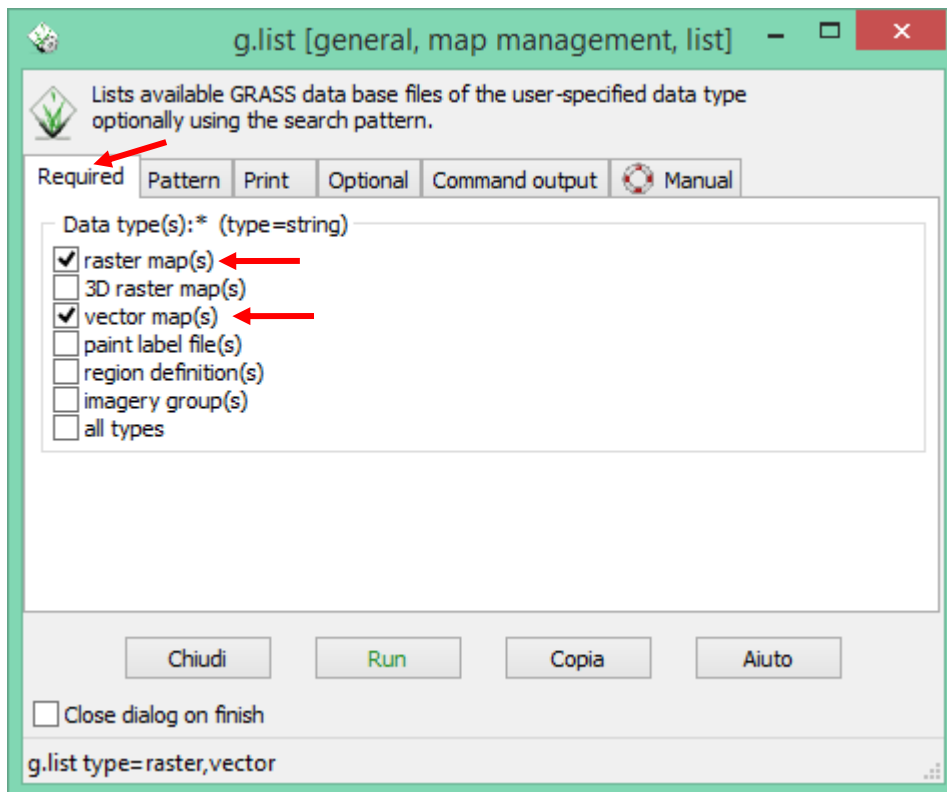 g.list [general, map management, list]
Lists available GRASS data base files of the user-specified data type
optionally using the search pattern.
Required Pattern Print Optional Command output Manual
Data type(s):* (type=string)
raster map(s)
3D raster map(s)
vector map(s)
paint label file(s)
region definition(s)
imagery group(s)
all types
Chiudi Run Copia Aiuto
Close dialog on finish
g.list type=raster,vector